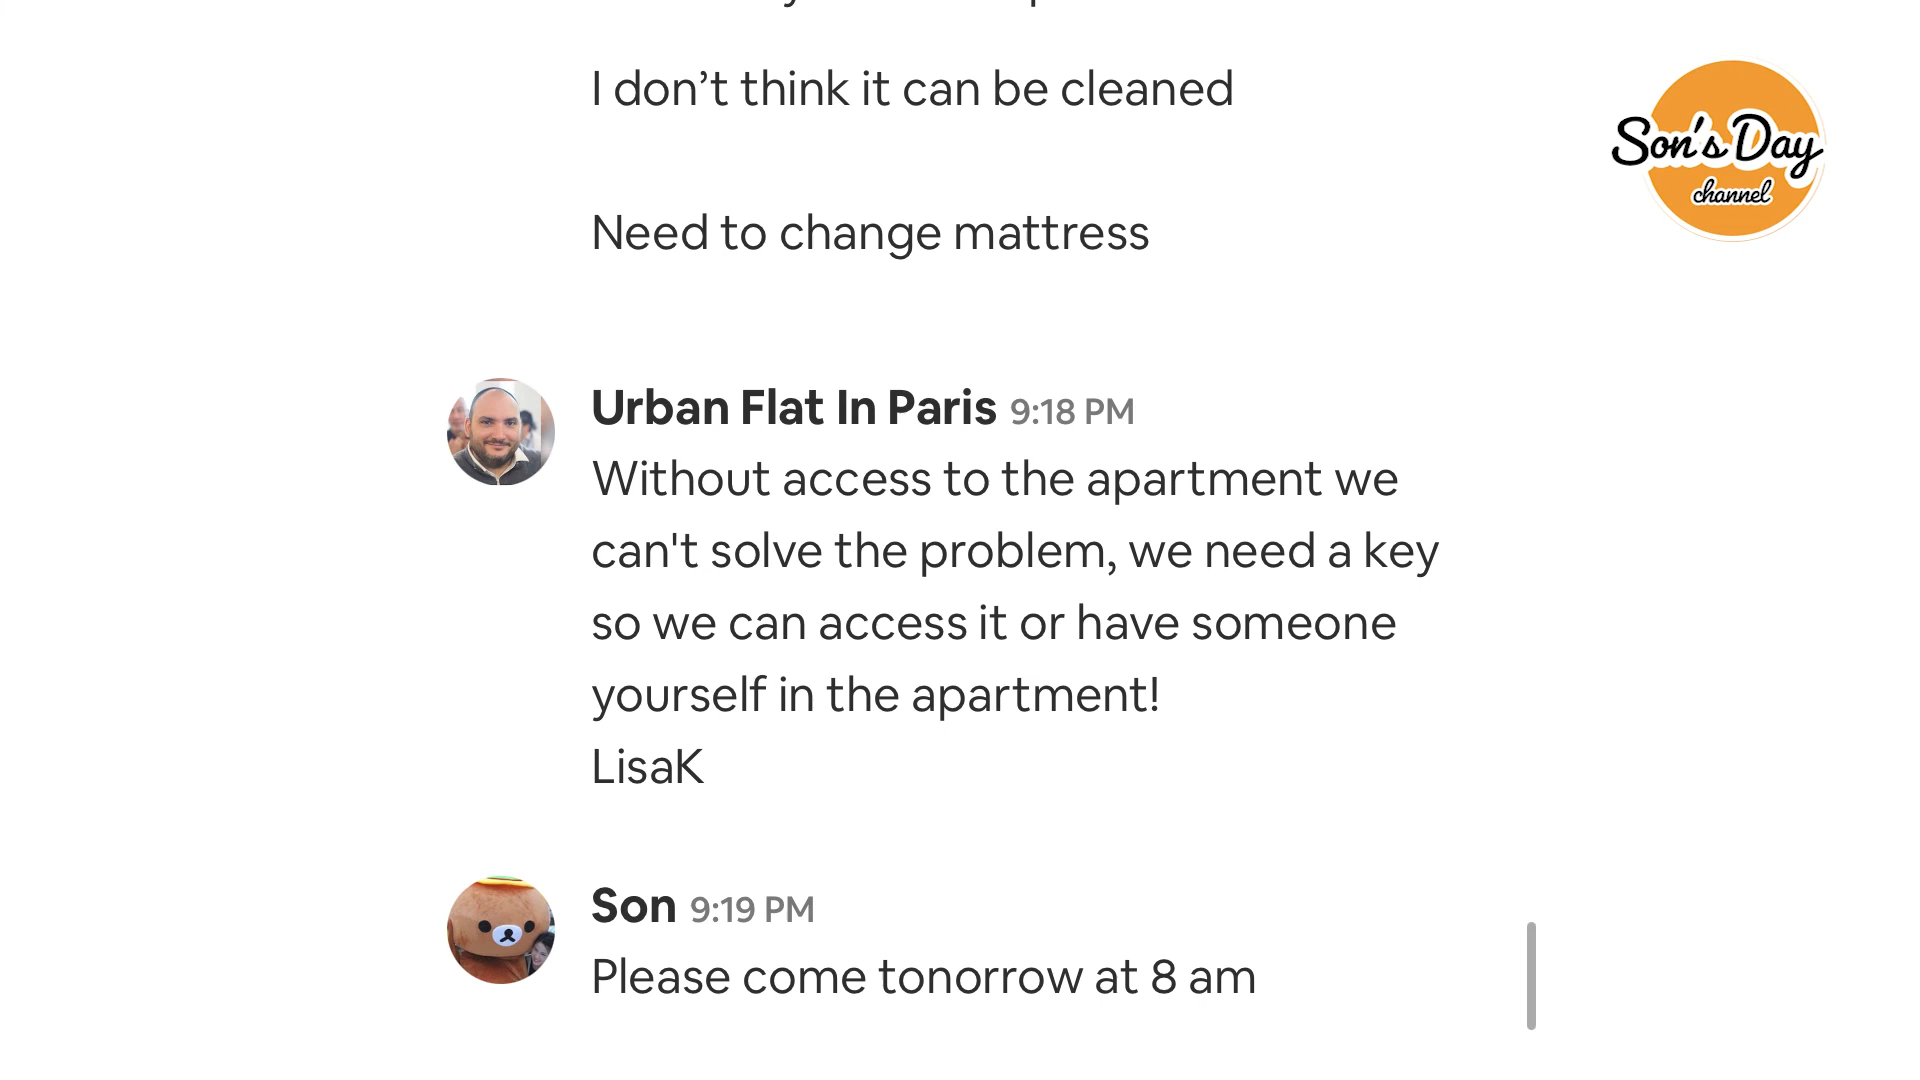 I don’t think it can be cleaned
Need to change mattress
Urban Flat In Paris 9:18 PM
Without access to the apartment we
can't solve the problem, we need a key
so we can access it or have someone
yourself in the apartment!
LisaK
Son 9:19 PM
Please come tonorrow at 8 am
Son's Day
channel